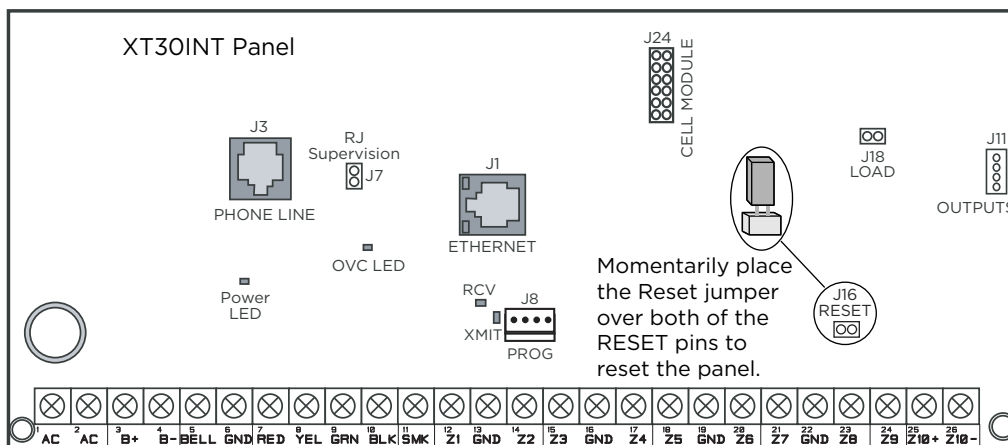 XT30INT Panel
J24
CELL MODULE
J3
RJ
Supervision
J7
PHONE LINE
J1
ETHERNET
J18
LOAD
J11
OUTPUTS
OVC LED
Power
LED
RCV
XMIT
J8
PROG
Momentarily place
the Reset jumper
over both of the
RESET pins to
reset the panel.
J16
RESET
1 2 3 4 5 6 7 8 9 10 11 12 13 14 15 16 17 18 19 20 21 22 23 24 25 26
AC AC B+ B- BELL GND RED YEL GRN BLK SMK Z1 GND Z2 Z3 GND Z4 Z5 GND Z6 Z7 GND Z8 Z9 Z10+ Z10-